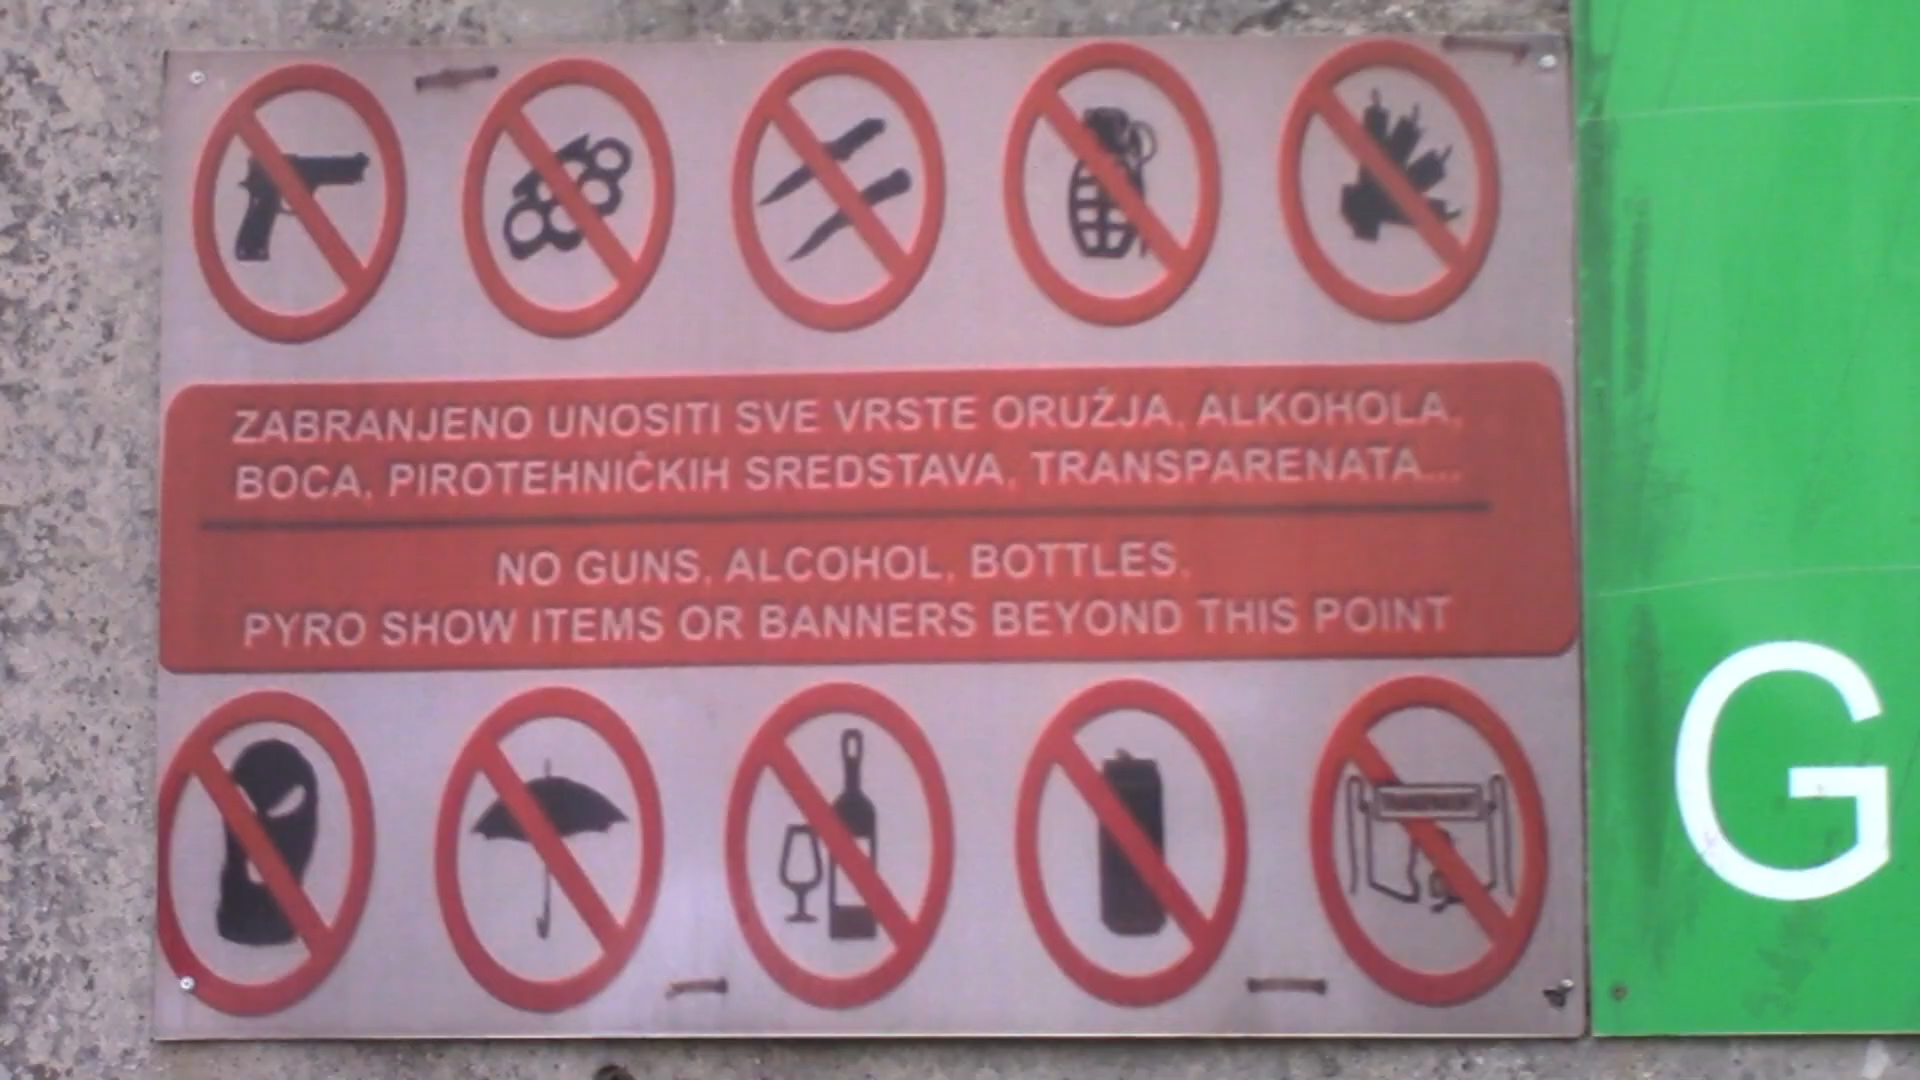 ZABRANJENO UNOSITI SVE VRSTE ORUŽJA, ALKOHOLA,
BOCA, PIROTEHNIČKIH SREDSTAVA, TRANSPARENATA...
NO GUNS, ALCOHOL, BOTTLES,
PYRO SHOW ITEMS OR BANNERS BEYOND THIS POINT
G